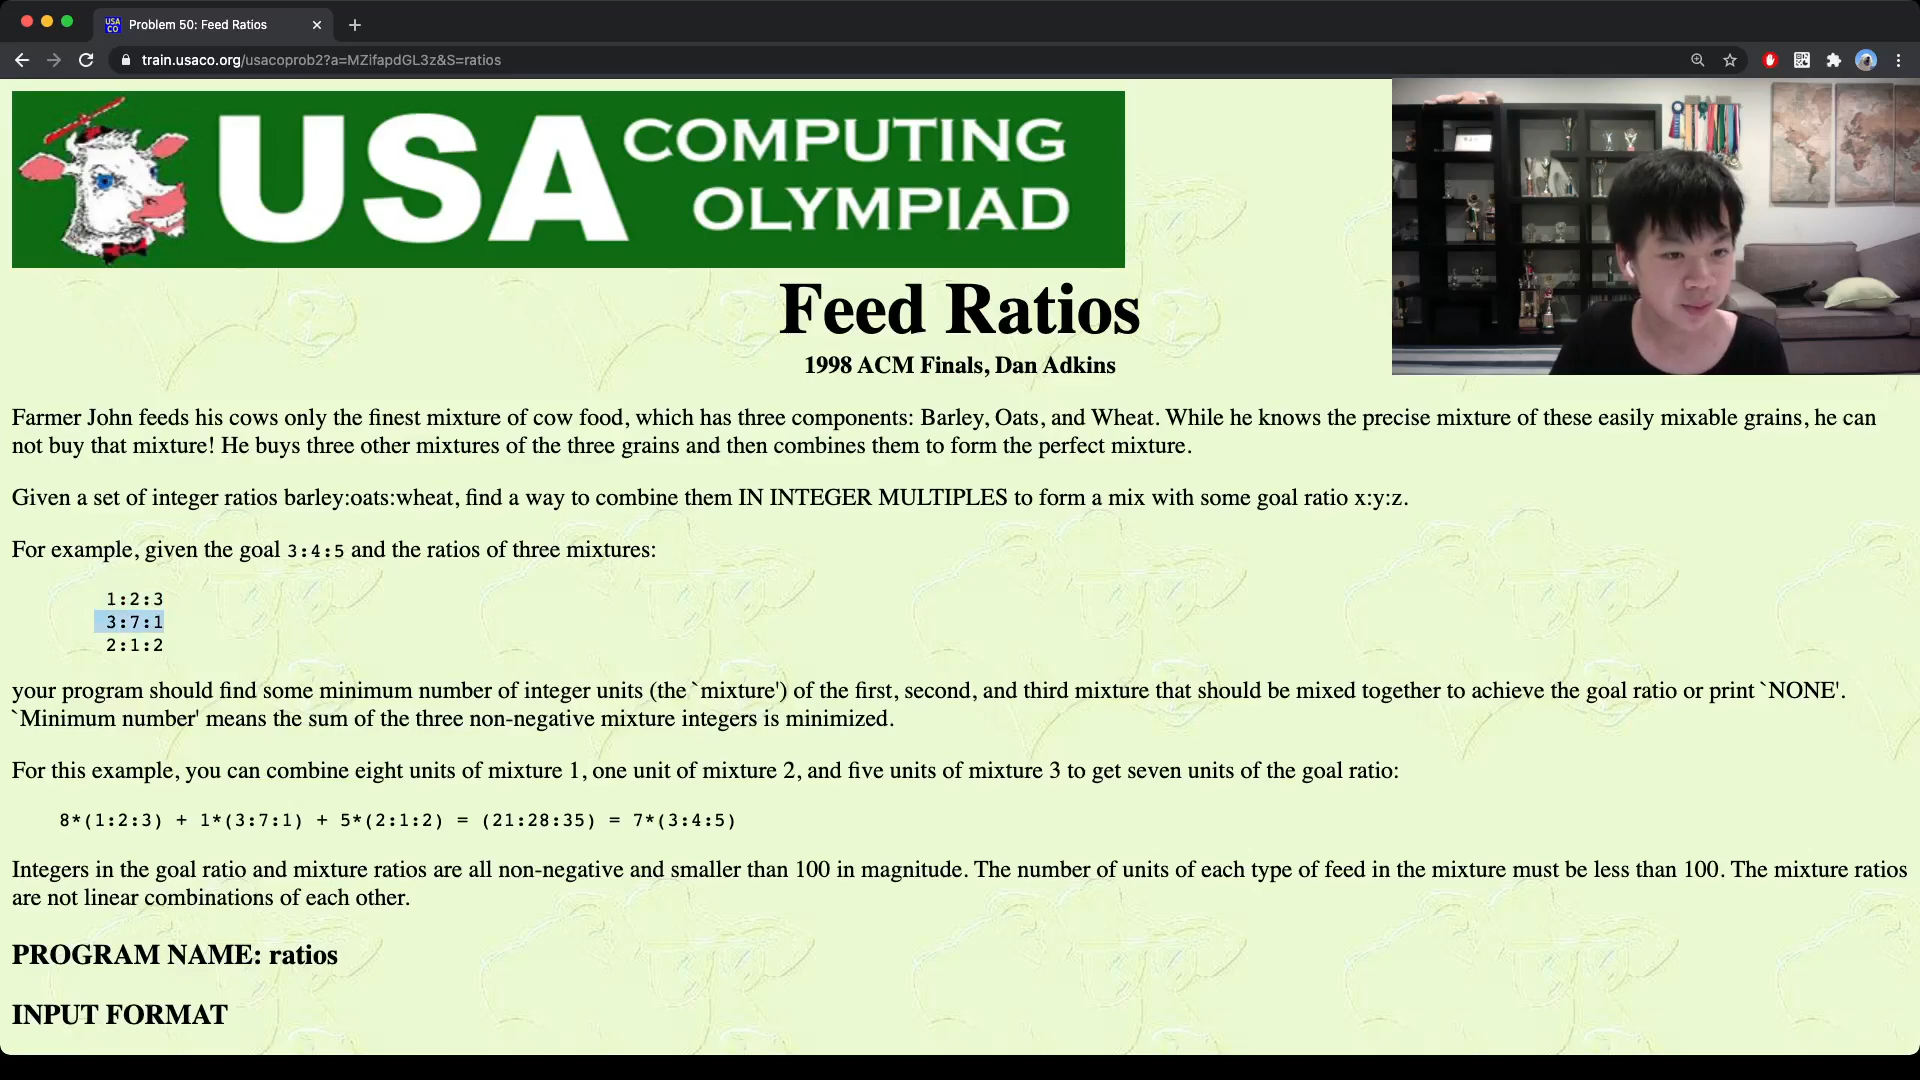 USA CO
Problem 50: Feed Ratios
train.usaco.org/usacoprob2?a=MZifapdGL3z&S=ratios
USA COMPUTING
OLYMPIAD
Feed Ratios
1998 ACM Finals, Dan Adkins
Farmer John feeds his cows only the finest mixture of cow food, which has three components: Barley, Oats, and Wheat. While he knows the precise mixture of these easily mixable grains, he can
not buy that mixture! He buys three other mixtures of the three grains and then combines them to form the perfect mixture.
Given a set of integer ratios barley:oats:wheat, find a way to combine them IN INTEGER MULTIPLES to form a mix with some goal ratio x:y:z.
For example, given the goal 3:4:5 and the ratios of three mixtures:
1:2:3
3:7:1
2:1:2
your program should find some minimum number of integer units (the `mixture') of the first, second, and third mixture that should be mixed together to achieve the goal ratio or print `NONE'.
`Minimum number' means the sum of the three non-negative mixture integers is minimized.
For this example, you can combine eight units of mixture 1, one unit of mixture 2, and five units of mixture 3 to get seven units of the goal ratio:
8*(1:2:3) + 1*(3:7:1) + 5*(2:1:2) = (21:28:35) = 7*(3:4:5)
Integers in the goal ratio and mixture ratios are all non-negative and smaller than 100 in magnitude. The number of units of each type of feed in the mixture must be less than 100. The mixture ratios
are not linear combinations of each other.
PROGRAM NAME: ratios
INPUT FORMAT